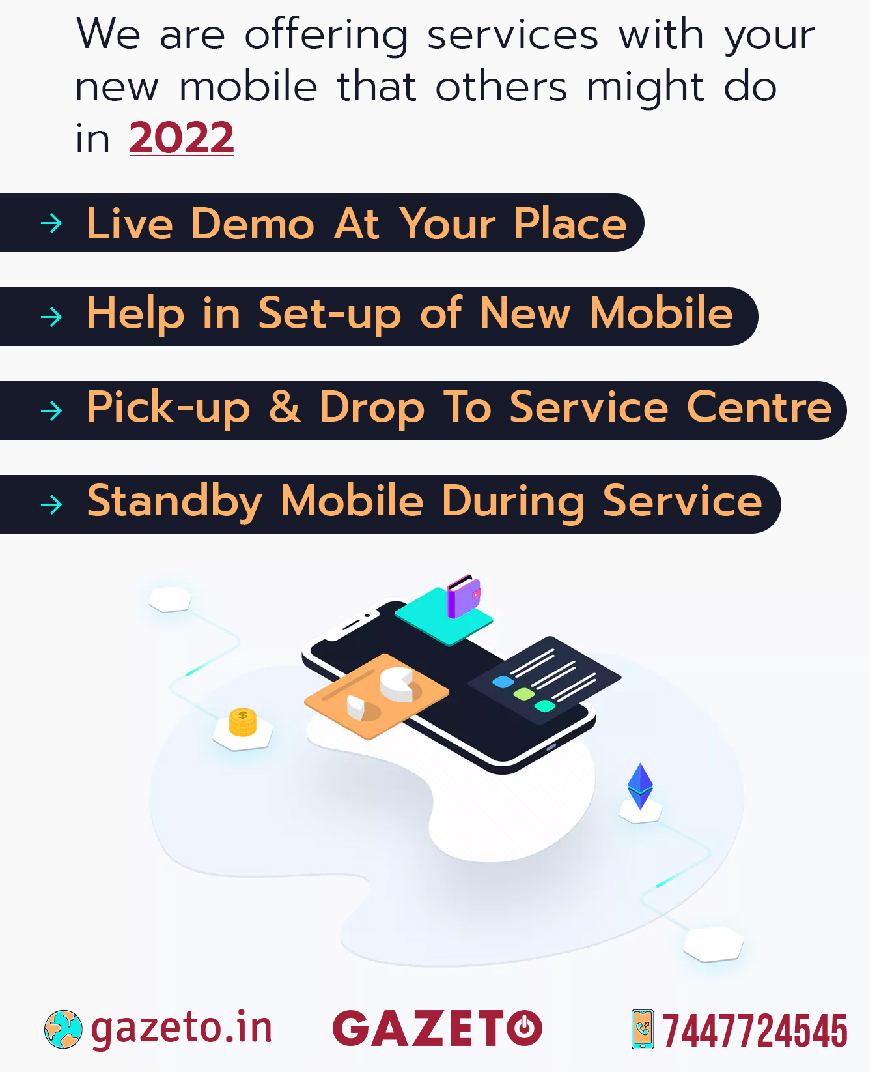 We are offering services with your
new mobile that others might do
in 2022
Live Demo At Your Place
Help in Set-up of New Mobile
Pick-up & Drop To Service Centre
Standby Mobile During Service
gazeto.in GAZETO 7447724545